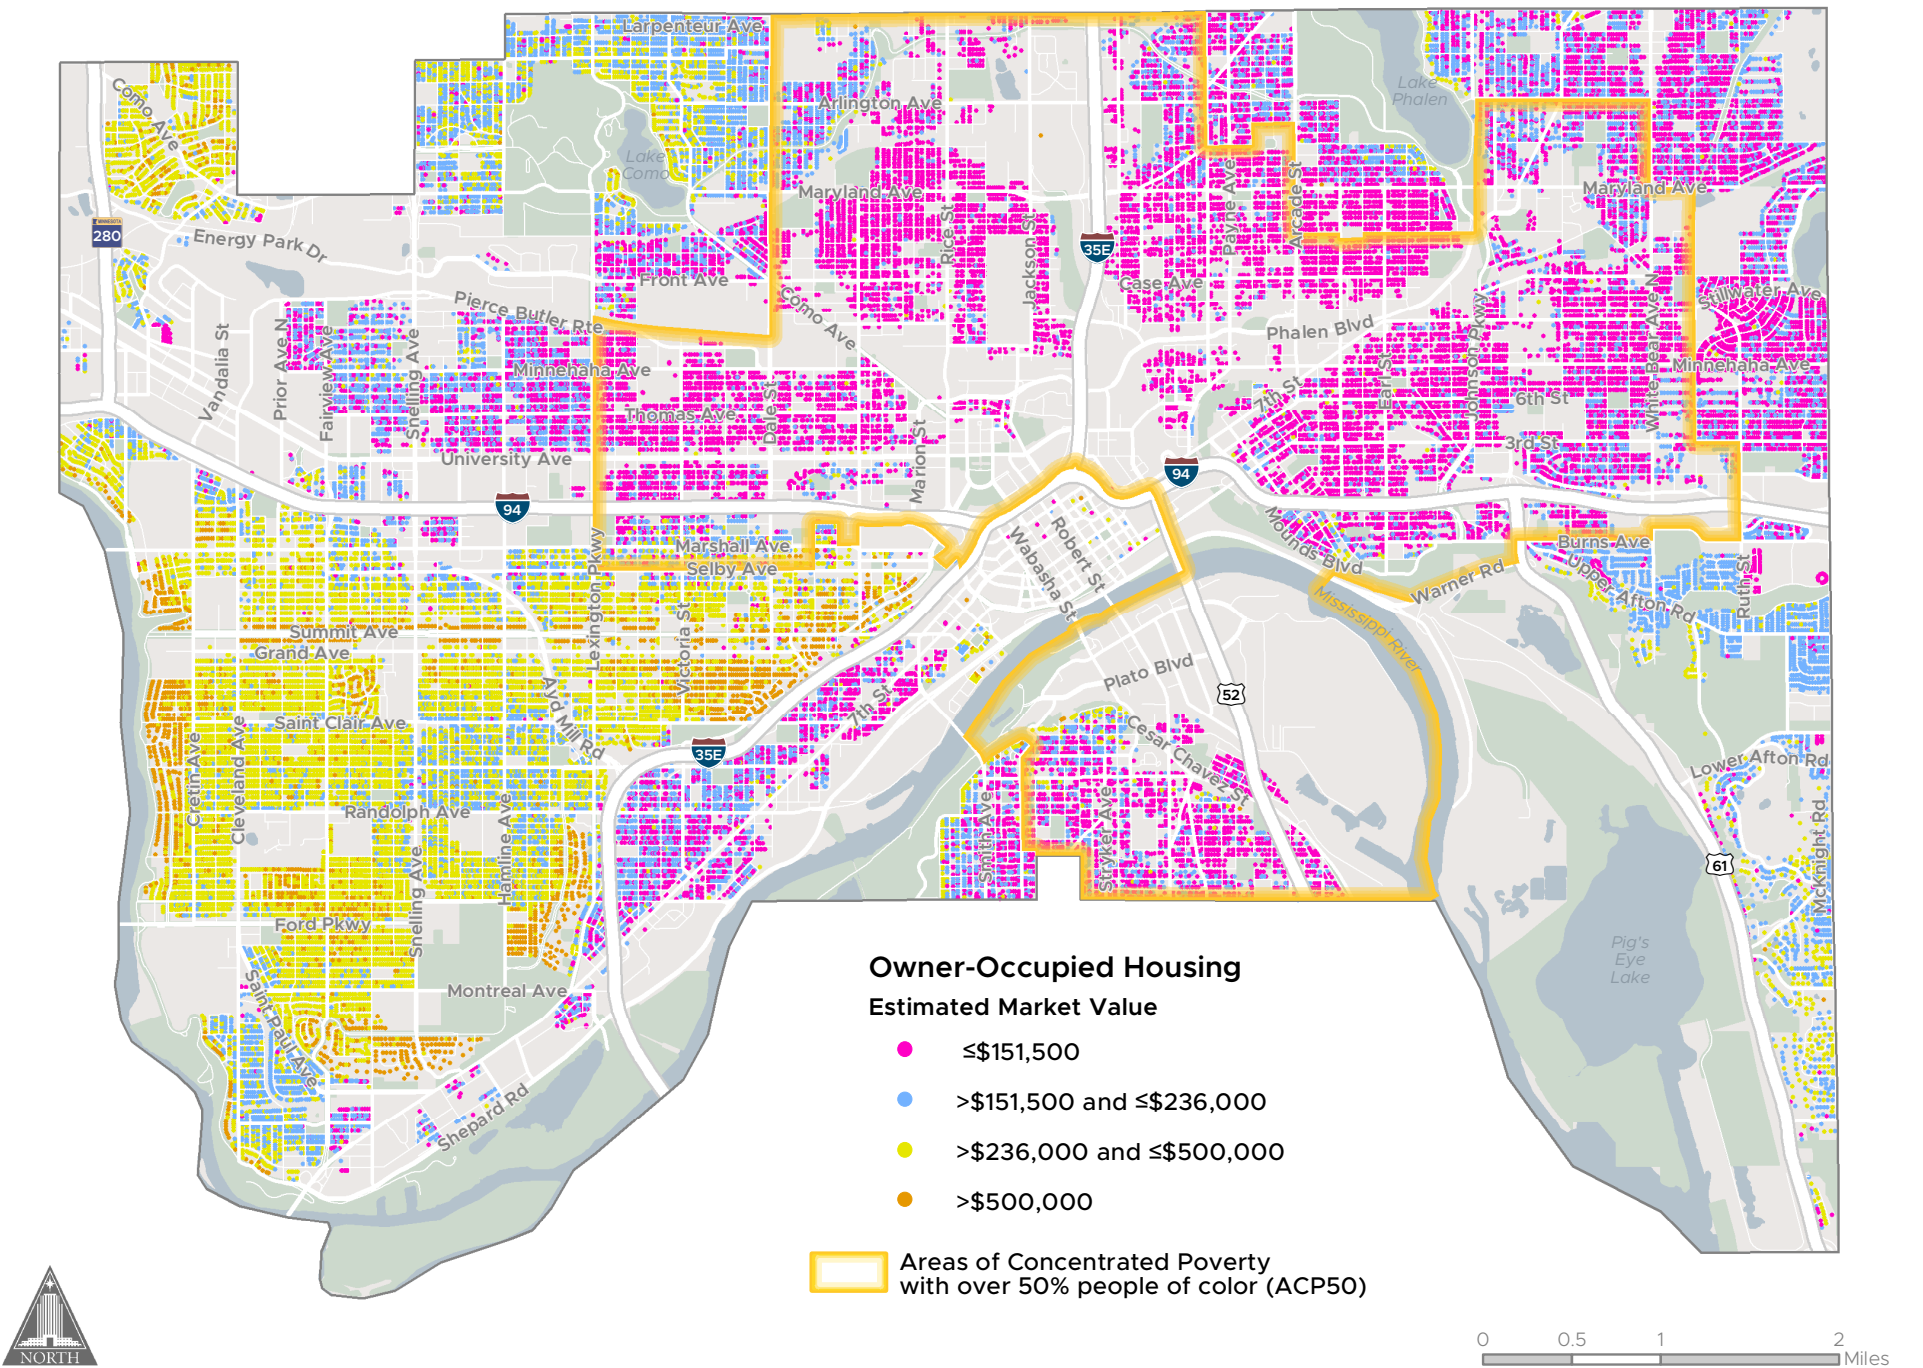 Larpenteur Ave
Como Ave
Arlington Ave
Lake
Phalen
Lake
Como
Maryland Ave
Maryland Ave
MINNESOTA
280
Energy Park Dr
Rice St
Jackson St
35E
Payne Ave
Arcade St
Front Ave
Case Ave
Pierce Butler Rte
Como Ave
Phalen Blvd
Johnson Pkwy
White Bear Ave N
Stillwater Ave
Vandalia St
Prior Ave N
Fairview Ave
Snelling Ave
Minnehaha Ave
Minnehaha Ave
Thomas Ave
Dale St
Marion St
7th St
Earl St
6th St
3rd St
University Ave
94
94
Marshall Ave
Selby Ave
Lexington Pkwy
Wabasha St
Robert St
Mounds Blvd
Burns Ave
Warner Rd
Upper Afton Rd
Ruth St
Mississippi River
Summit Ave
Grand Ave
Victoria St
Plato Blvd
52
7th St
Ayd Mill Rd
Saint Clair Ave
Cretin Ave
Cleveland Ave
35E
Cesar Chavez St
Lower Afton Rd
Randolph Ave
Hamline Ave
Smith Ave
Stryker Ave
McKnight Rd
61
Snelling Ave
Ford Pkwy
Saint Paul Ave
Montreal Ave
Shepard Rd
Pig's
Eye
Lake
Owner-Occupied Housing
Estimated Market Value
≤$151,500
>$151,500 and ≤$236,000
>$236,000 and ≤$500,000
>$500,000
Areas of Concentrated Poverty
with over 50% people of color (ACP50)
NORTH
0 0.5 1 2
Miles